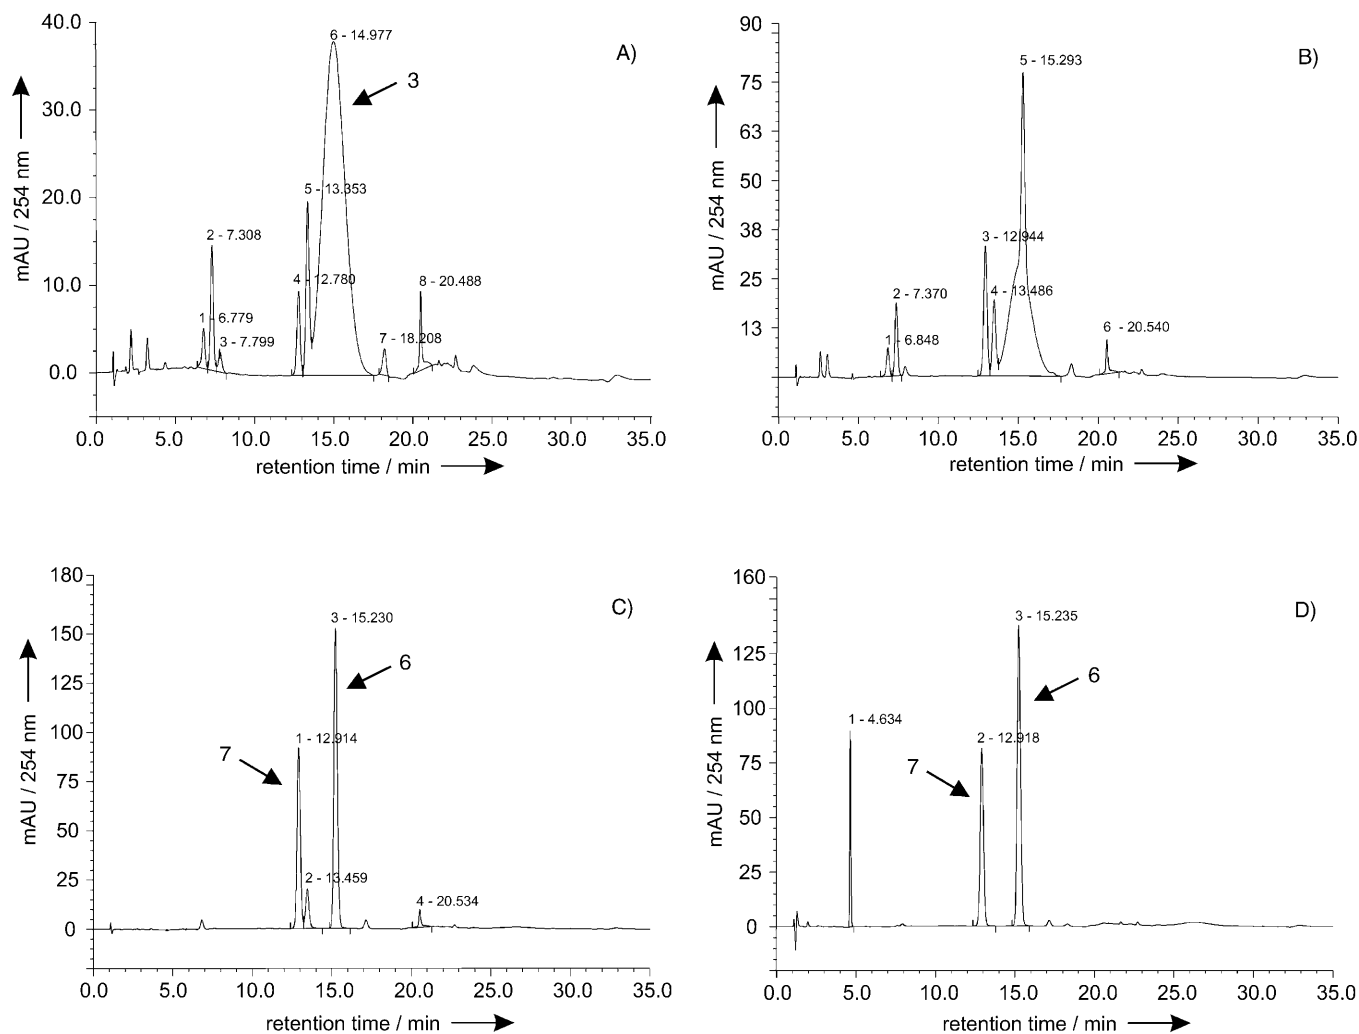 A)
40.0
30.0
20.0
10.0
0.0
mAU / 254 nm
6 - 14.977
3
5 - 13.353
2 - 7.308
4 - 12.780
8 - 20.488
1 - 6.779
3 - 7.799
7 - 18.208
0.0 5.0 10.0 15.0 20.0 25.0 30.0 35.0
retention time / min
B)
90
75
63
50
38
25
13
mAU / 254 nm
5 - 15.293
3 - 12.944
4 - 13.486
2 - 7.370
1 - 6.848
6 - 20.540
0.0 5.0 10.0 15.0 20.0 25.0 30.0 35.0
retention time / min
C)
180
150
125
100
75
50
25
0
mAU / 254 nm
3 - 15.230
6
1 - 12.914
7
2 - 13.459
4 - 20.534
0.0 5.0 10.0 15.0 20.0 25.0 30.0 35.0
retention time / min
D)
160
125
100
75
50
25
0
mAU / 254 nm
3 - 15.235
6
1 - 4.634
2 - 12.918
7
0.0 5.0 10.0 15.0 20.0 25.0 30.0 35.0
retention time / min